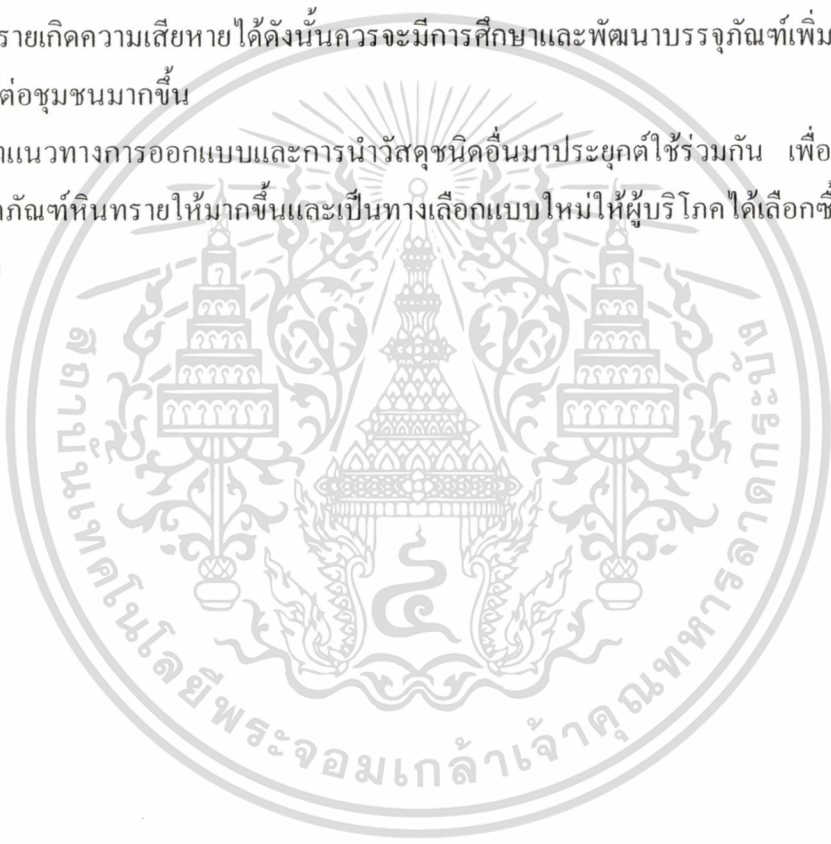 รายเกิดความเสียหายได้ดังนั้นควรจะมีการศึกษาและพัฒนาบรรจุภัณฑ์เพิ่ม
ต่อชุมชนมากขึ้น
แนวทางการออกแบบและการนำวัสดุชนิดอื่นมาประยุกต์ใช้ร่วมกัน เพื่อ
ภัณฑ์หินทรายให้มากขึ้นและเป็นทางเลือกแบบใหม่ให้ผู้บริโภคได้เลือกซื้
สถาบันเทคโนโลยีพระจอมเกล้าเจ้าคุณทหารลาดกระบัง